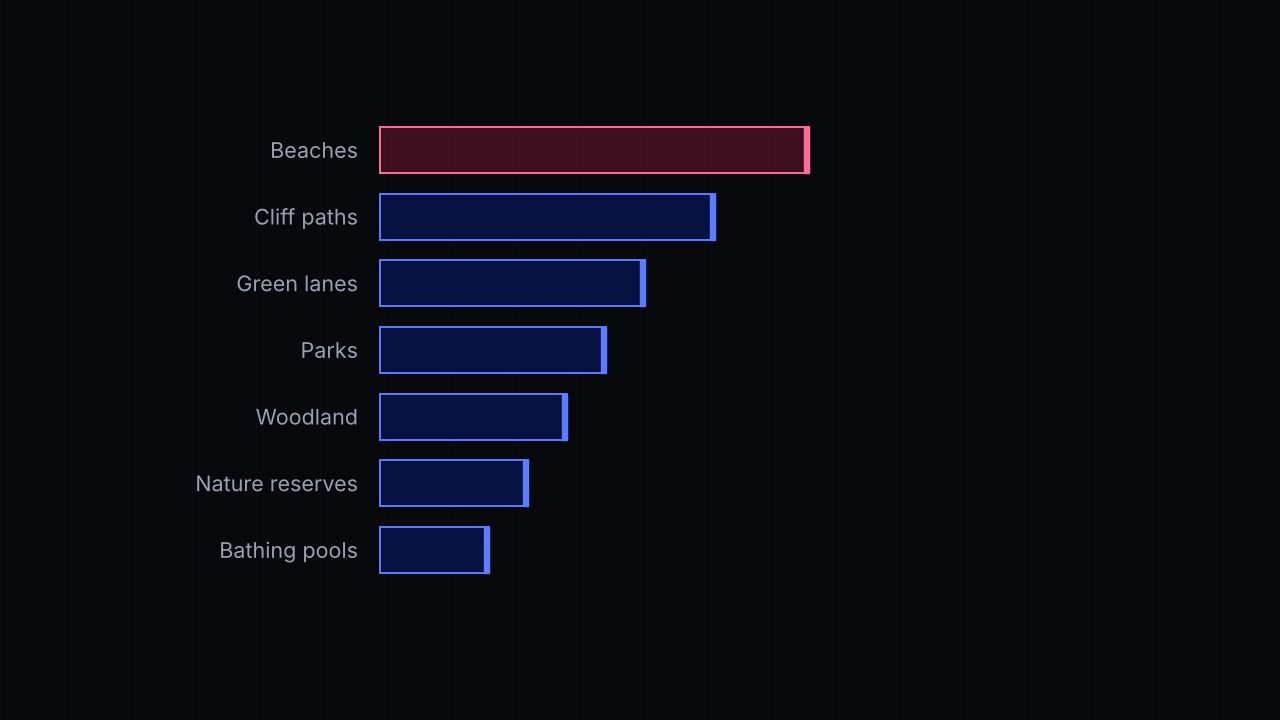 Beaches
Cliff paths
Green lanes
Parks
Woodland
Nature reserves
Bathing pools